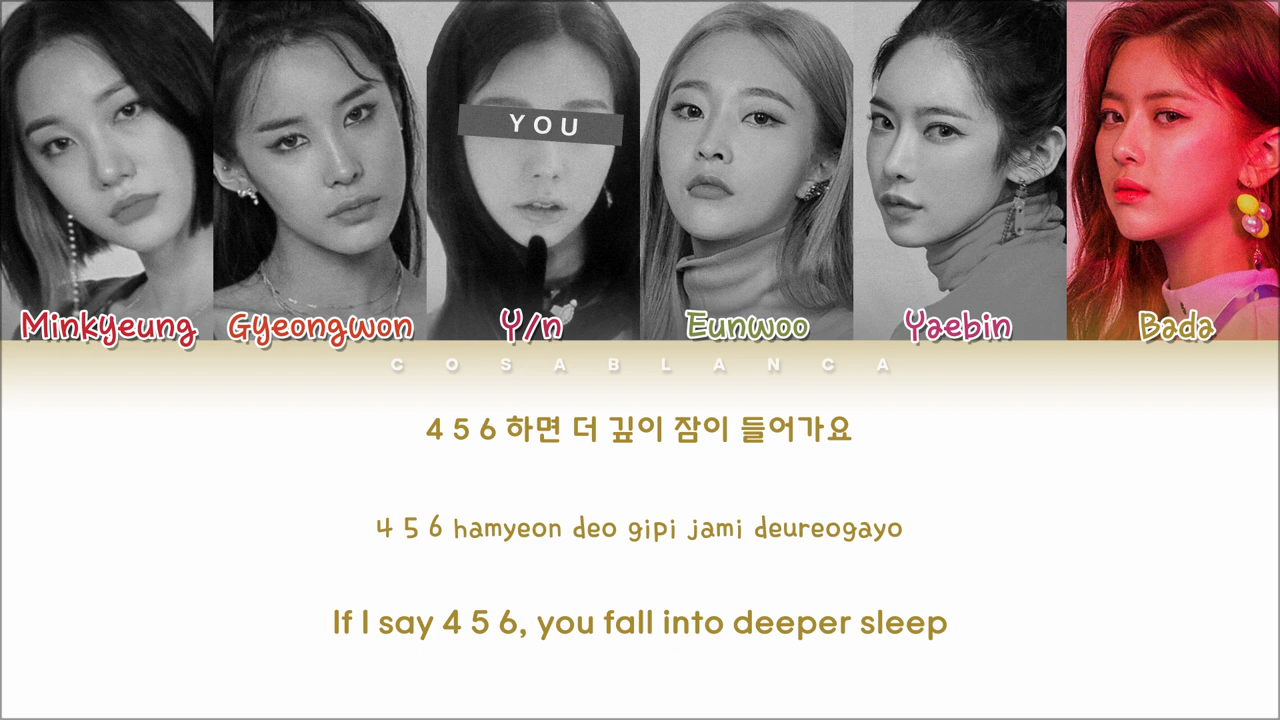 YOU
Minkyeung Gyeongwon Y/n Eunwoo Yaebin Bada
COSABLANCA
4 5 6 하면 더 깊이 잠이 들어가요
4 5 6 hamyeon deo gipi jami deureogayo
If I say 4 5 6, you fall into deeper sleep